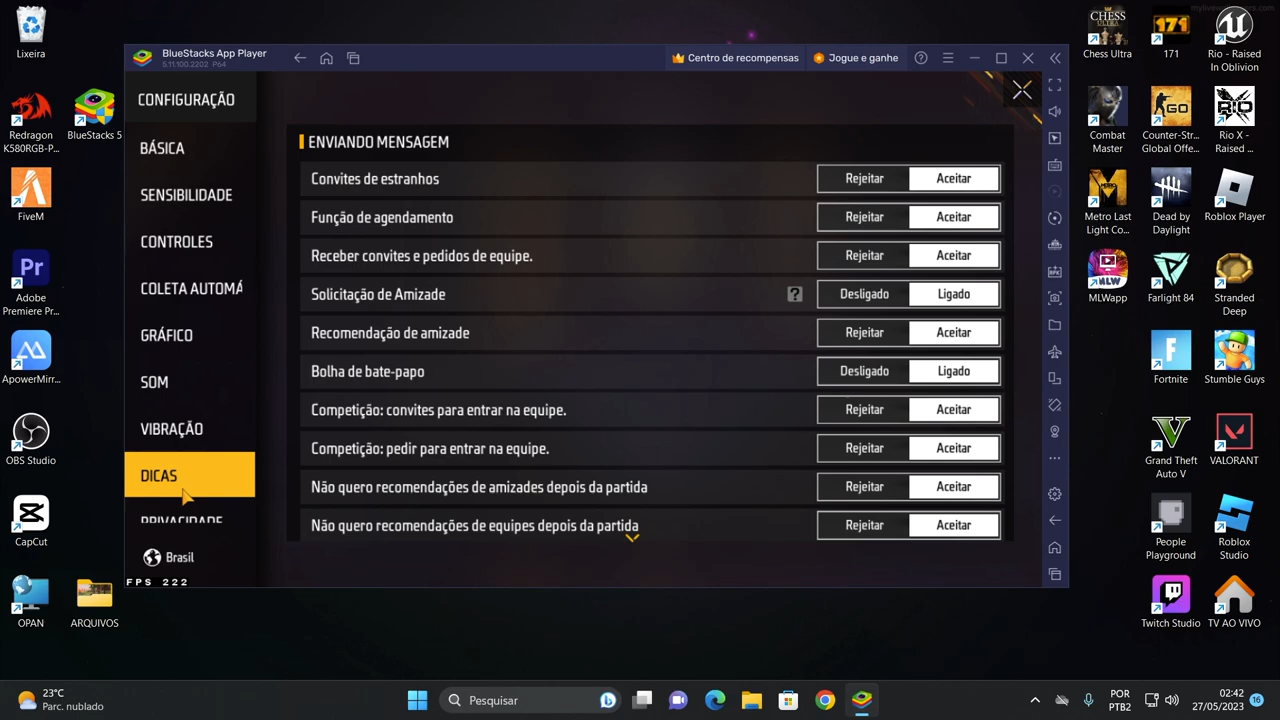 Lixeira
Redragon
K580RGB-P...
BlueStacks 5
FiveM
Adobe
Premiere Pr...
ApowerMirr...
OBS Studio
CapCut
OPAN
ARQUIVOS
BlueStacks App Player
5.11.100.2202 P64
Centro de recompensas
Jogue e ganhe
CONFIGURAÇÃO
BÁSICA
SENSIBILIDADE
CONTROLES
COLETA AUTOMÁ
GRÁFICO
SOM
VIBRAÇÃO
DICAS
PRIVACIDADE
Brasil
FPS 222
ENVIANDO MENSAGEM
Convites de estranhos Rejeitar Aceitar
Função de agendamento Rejeitar Aceitar
Receber convites e pedidos de equipe. Rejeitar Aceitar
Solicitação de Amizade ? Desligado Ligado
Recomendação de amizade Rejeitar Aceitar
Bolha de bate-papo Desligado Ligado
Competição: convites para entrar na equipe. Rejeitar Aceitar
Competição: pedir para entrar na equipe. Rejeitar Aceitar
Não quero recomendações de amizades depois da partida Rejeitar Aceitar
Não quero recomendações de equipes depois da partida Rejeitar Aceitar
Chess Ultra
171
Rio - Raised
In Oblivion
Combat
Master
Counter-Str...
Global Offe...
Rio X -
Raised ...
Metro Last
Light Co...
Dead by
Daylight
Roblox Player
MLWapp
Farlight 84
Stranded
Deep
Fortnite
Stumble Guys
Grand Theft
Auto V
VALORANT
People
Playground
Roblox
Studio
Twitch Studio
TV AO VIVO
23°C
Parc. nublado
Pesquisar
POR
PTB2
02:42
27/05/2023
16